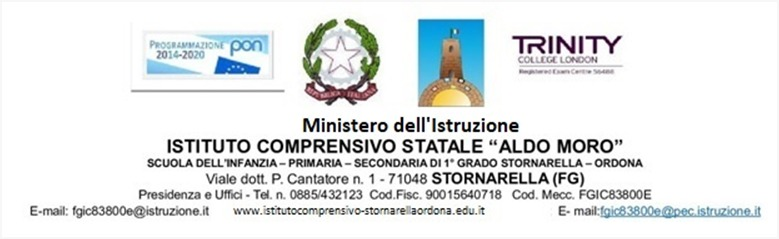 PROGRAMMAZIONE pon
2014-2020
REPVBBLICA ITALIANA
TRINITY
COLLEGE LONDON
Registered Exam Centre 56488
Ministero dell'Istruzione
ISTITUTO COMPRENSIVO STATALE “ALDO MORO”
SCUOLA DELL'INFANZIA – PRIMARIA – SECONDARIA DI 1° GRADO STORNARELLA – ORDONA
Viale dott. P. Cantatore n. 1 - 71048 STORNARELLA (FG)
Presidenza e Uffici - Tel. n. 0885/432123 Cod.Fisc. 90015640718 Cod. Mecc. FGIC83800E
E-mail: fgic83800e@istruzione.it www.istitutocomprensivo-stornarellaordona.edu.it E- mail:fgic83800e@pec.istruzione.it